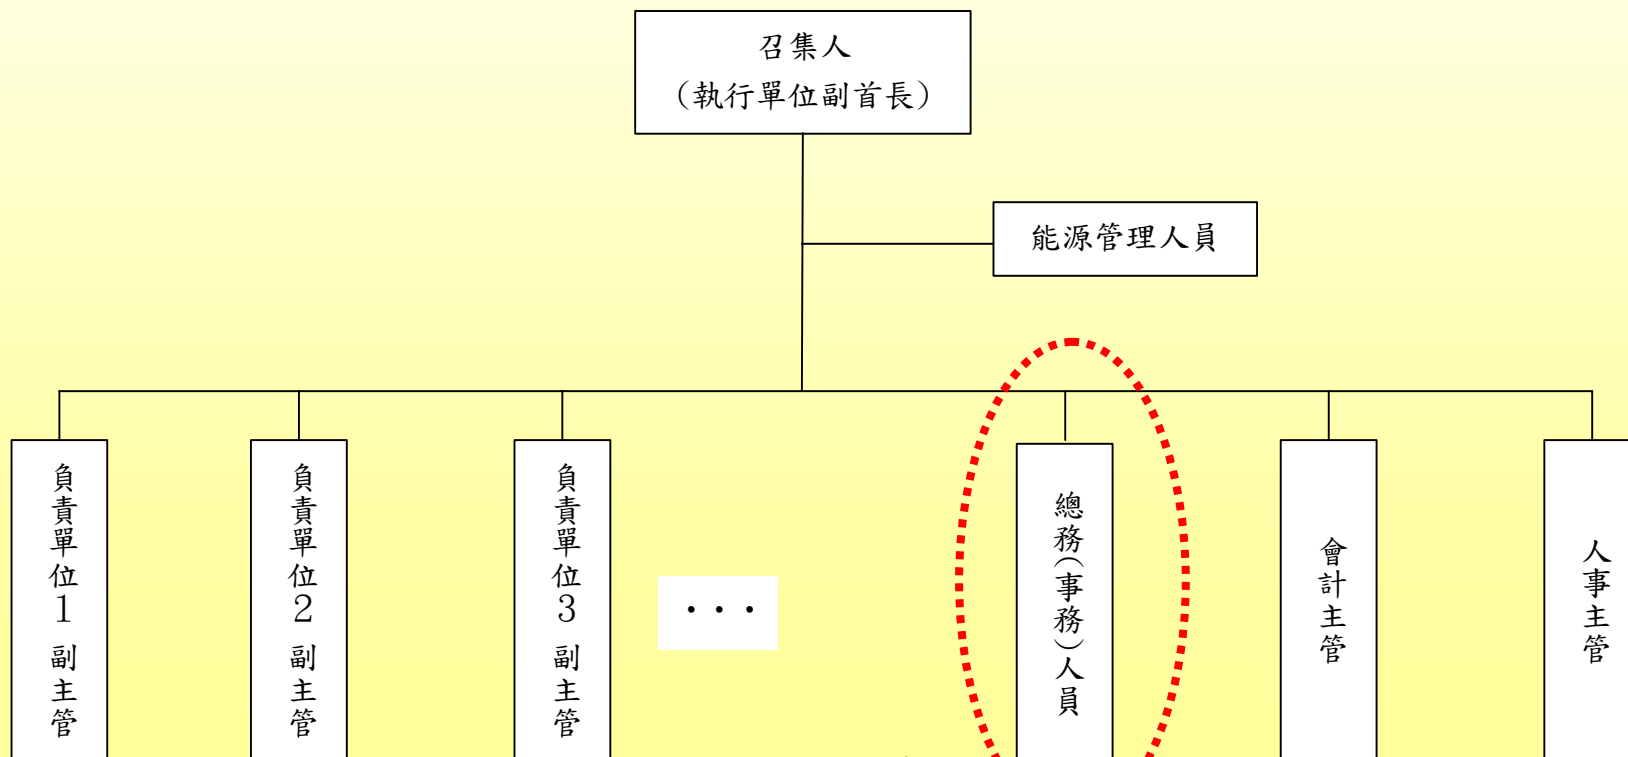 召集人
（執行單位副首長）
能源管理人員
負責單位1 副主管
負責單位2 副主管
負責單位3 副主管
···
總務(事務)人員
會計主管
人事主管